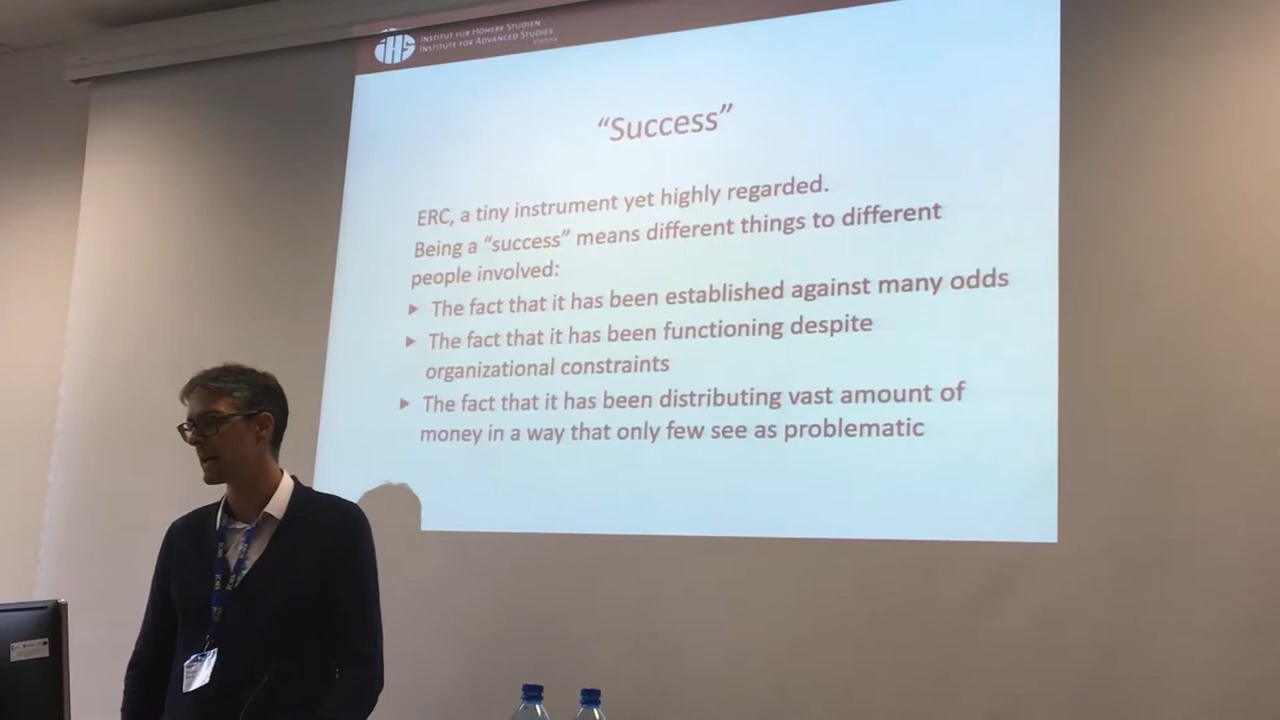 iHS
INSTITUT FÜR HÖHERE STUDIEN
INSTITUTE FOR ADVANCED STUDIES
Vienna
“Success”
ERC, a tiny instrument yet highly regarded.
Being a “success” means different things to different
people involved:
The fact that it has been established against many odds
The fact that it has been functioning despite
organizational constraints
The fact that it has been distributing vast amount of
money in a way that only few see as problematic